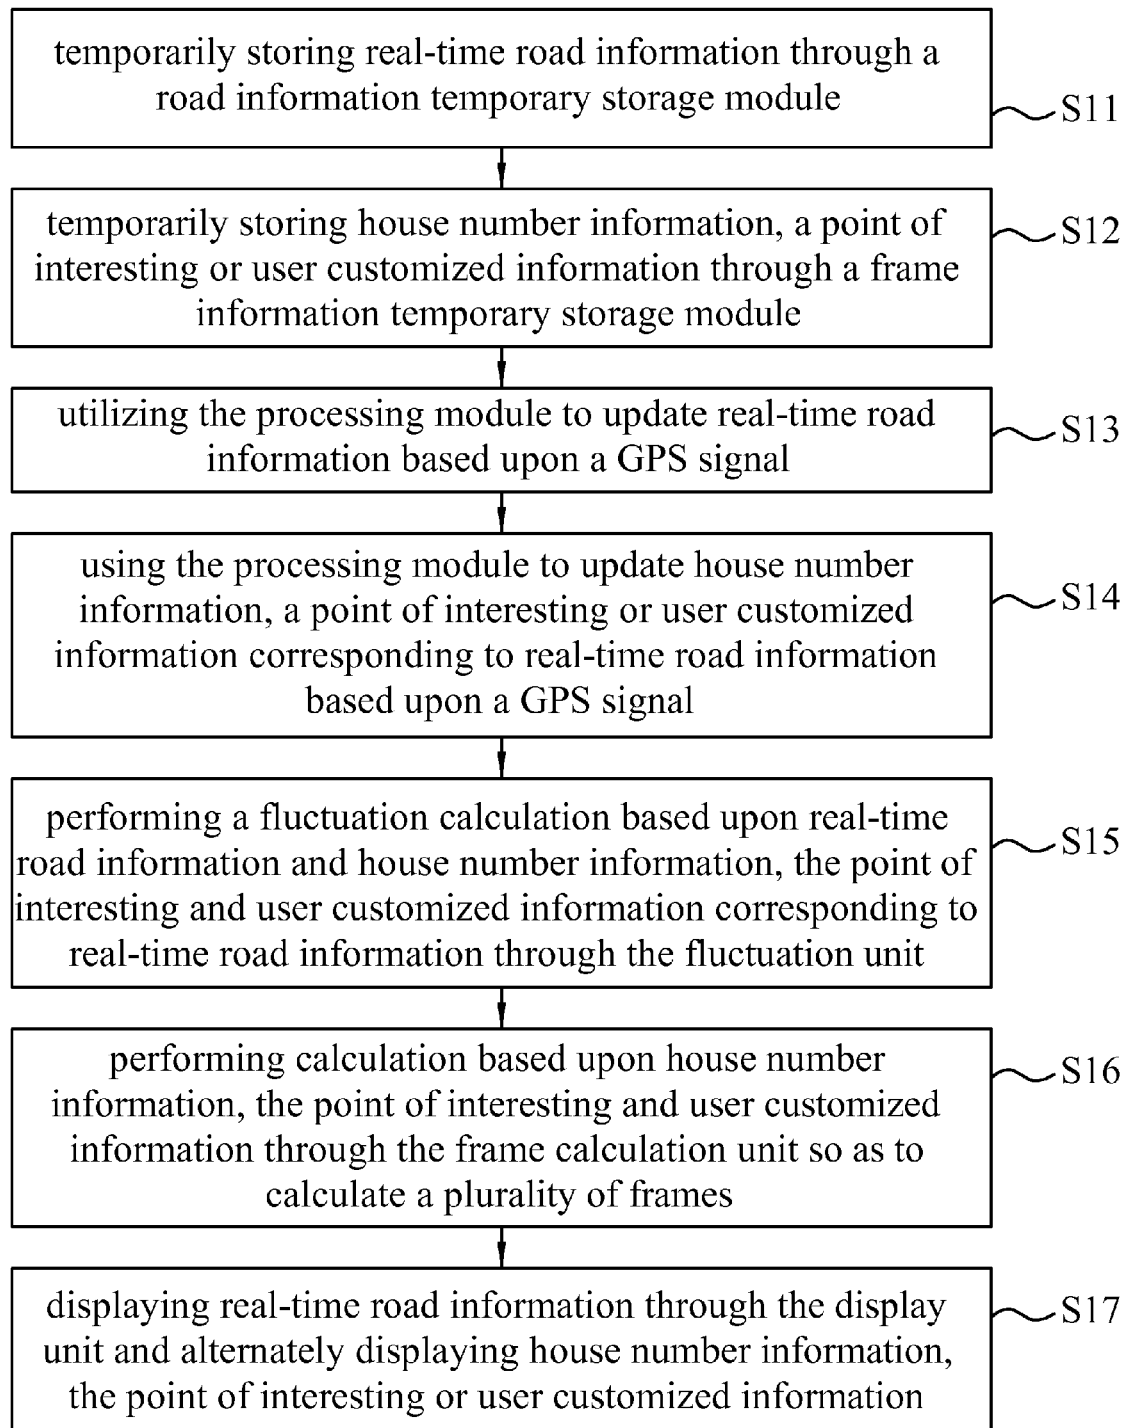 temporarily storing real-time road information through a
road information temporary storage module
S11
temporarily storing house number information, a point of
interesting or user customized information through a frame
information temporary storage module
S12
utilizing the processing module to update real-time road
information based upon a GPS signal
S13
using the processing module to update house number
information, a point of interesting or user customized
information corresponding to real-time road information
based upon a GPS signal
S14
performing a fluctuation calculation based upon real-time
road information and house number information, the point of
interesting and user customized information corresponding to
real-time road information through the fluctuation unit
S15
performing calculation based upon house number
information, the point of interesting and user customized
information through the frame calculation unit so as to
calculate a plurality of frames
S16
displaying real-time road information through the display
unit and alternately displaying house number information,
the point of interesting or user customized information
S17